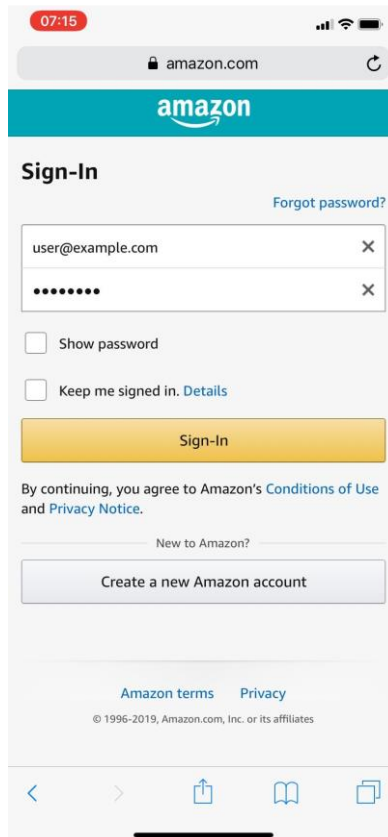 07:15
amazon.com
amazon
Sign-In
Forgot password?
user@example.com
••••••••
Show password
Keep me signed in. Details
Sign-In
By continuing, you agree to Amazon's Conditions of Use
and Privacy Notice.
New to Amazon?
Create a new Amazon account
Amazon terms Privacy
© 1996-2019, Amazon.com, Inc. or its affiliates